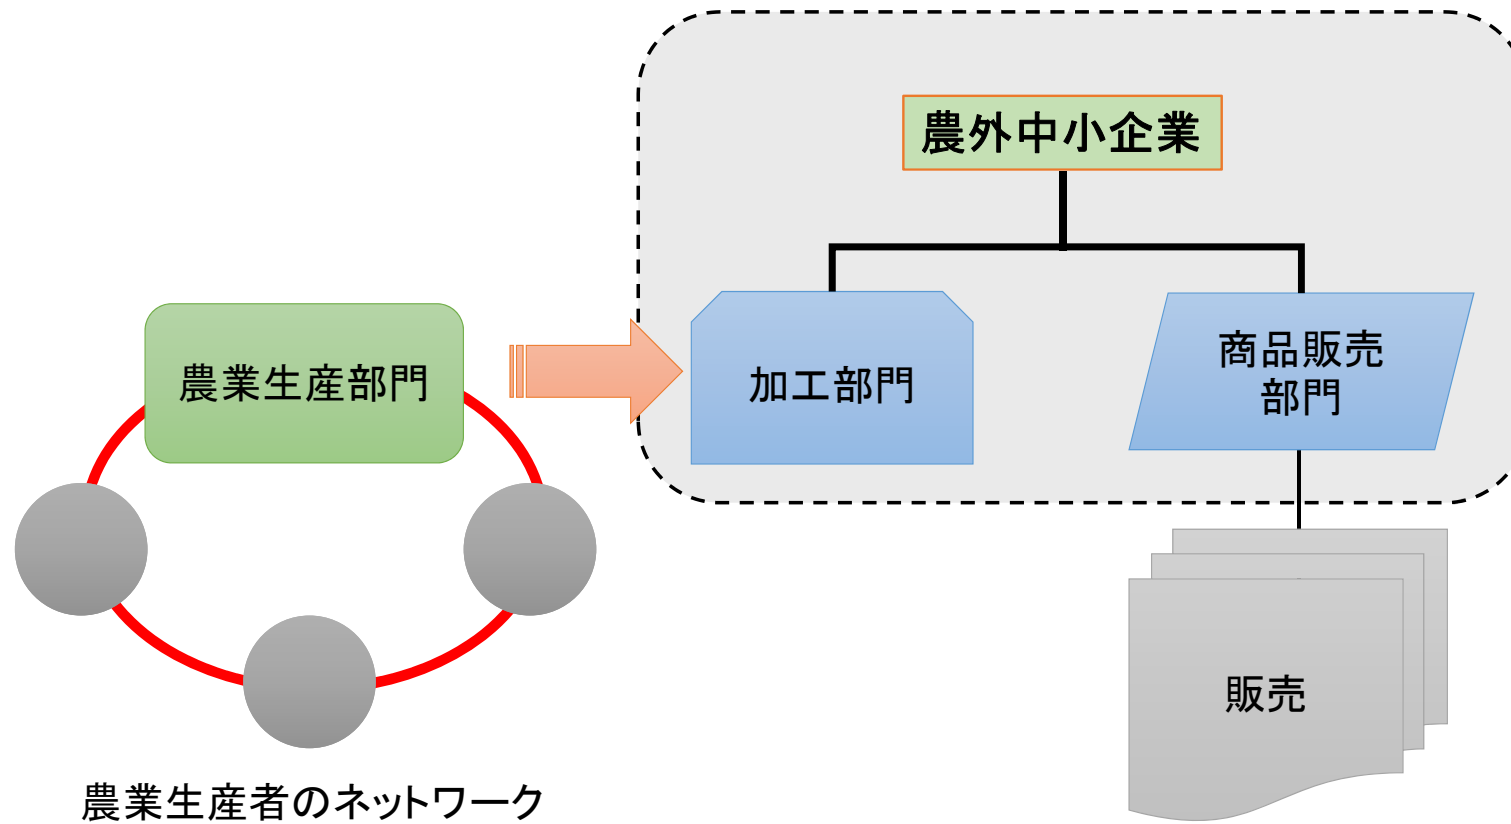 農外中小企業
農業生産部門
加工部門
商品販売
部門
販売
農業生産者のネットワーク